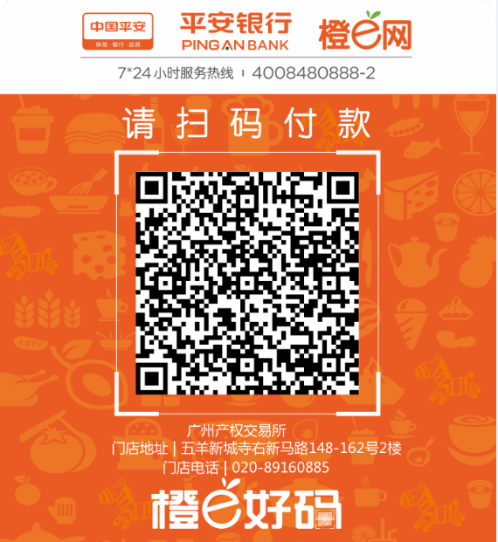 中国平安 平安银行 橙e网
保险·银行·投资 PINGAN BANK
7*24小时服务热线 | 4008480888-2
请扫码付款
广州产权交易所
门店地址 | 五羊新城寺右新马路148-162号2楼
门店电话 | 020-89160885
橙e好码